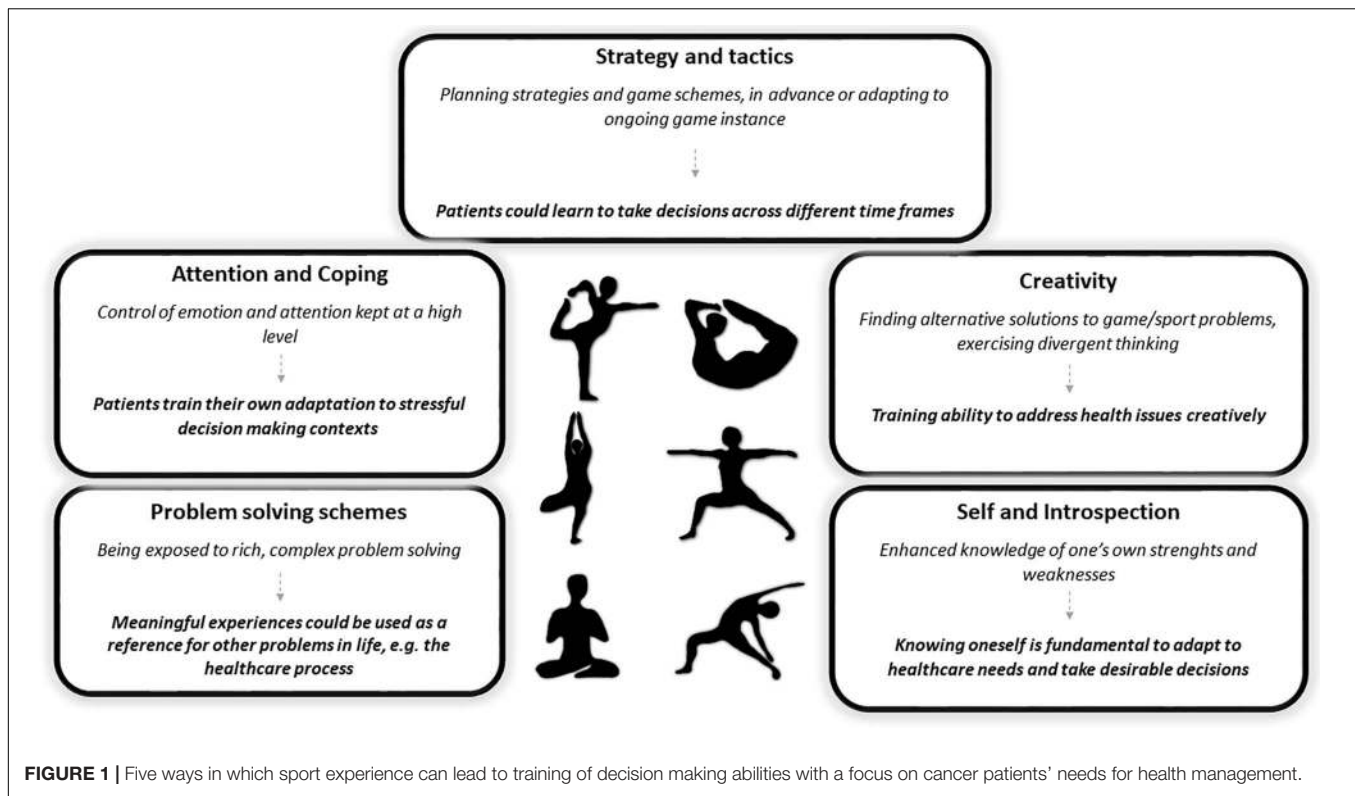 Strategy and tactics
Planning strategies and game schemes, in advance or adapting to
ongoing game instance
Patients could learn to take decisions across different time frames
Attention and Coping
Control of emotion and attention kept at a high
level
Patients train their own adaptation to stressful
decision making contexts
Creativity
Finding alternative solutions to game/sport problems,
exercising divergent thinking
Training ability to address health issues creatively
Problem solving schemes
Being exposed to rich, complex problem solving
Meaningful experiences could be used as a
reference for other problems in life, e.g. the
healthcare process
Self and Introspection
Enhanced knowledge of one's own strenghts and
weaknesses
Knowing oneself is fundamental to adapt to
healthcare needs and take desirable decisions
FIGURE 1 | Five ways in which sport experience can lead to training of decision making abilities with a focus on cancer patients' needs for health management.